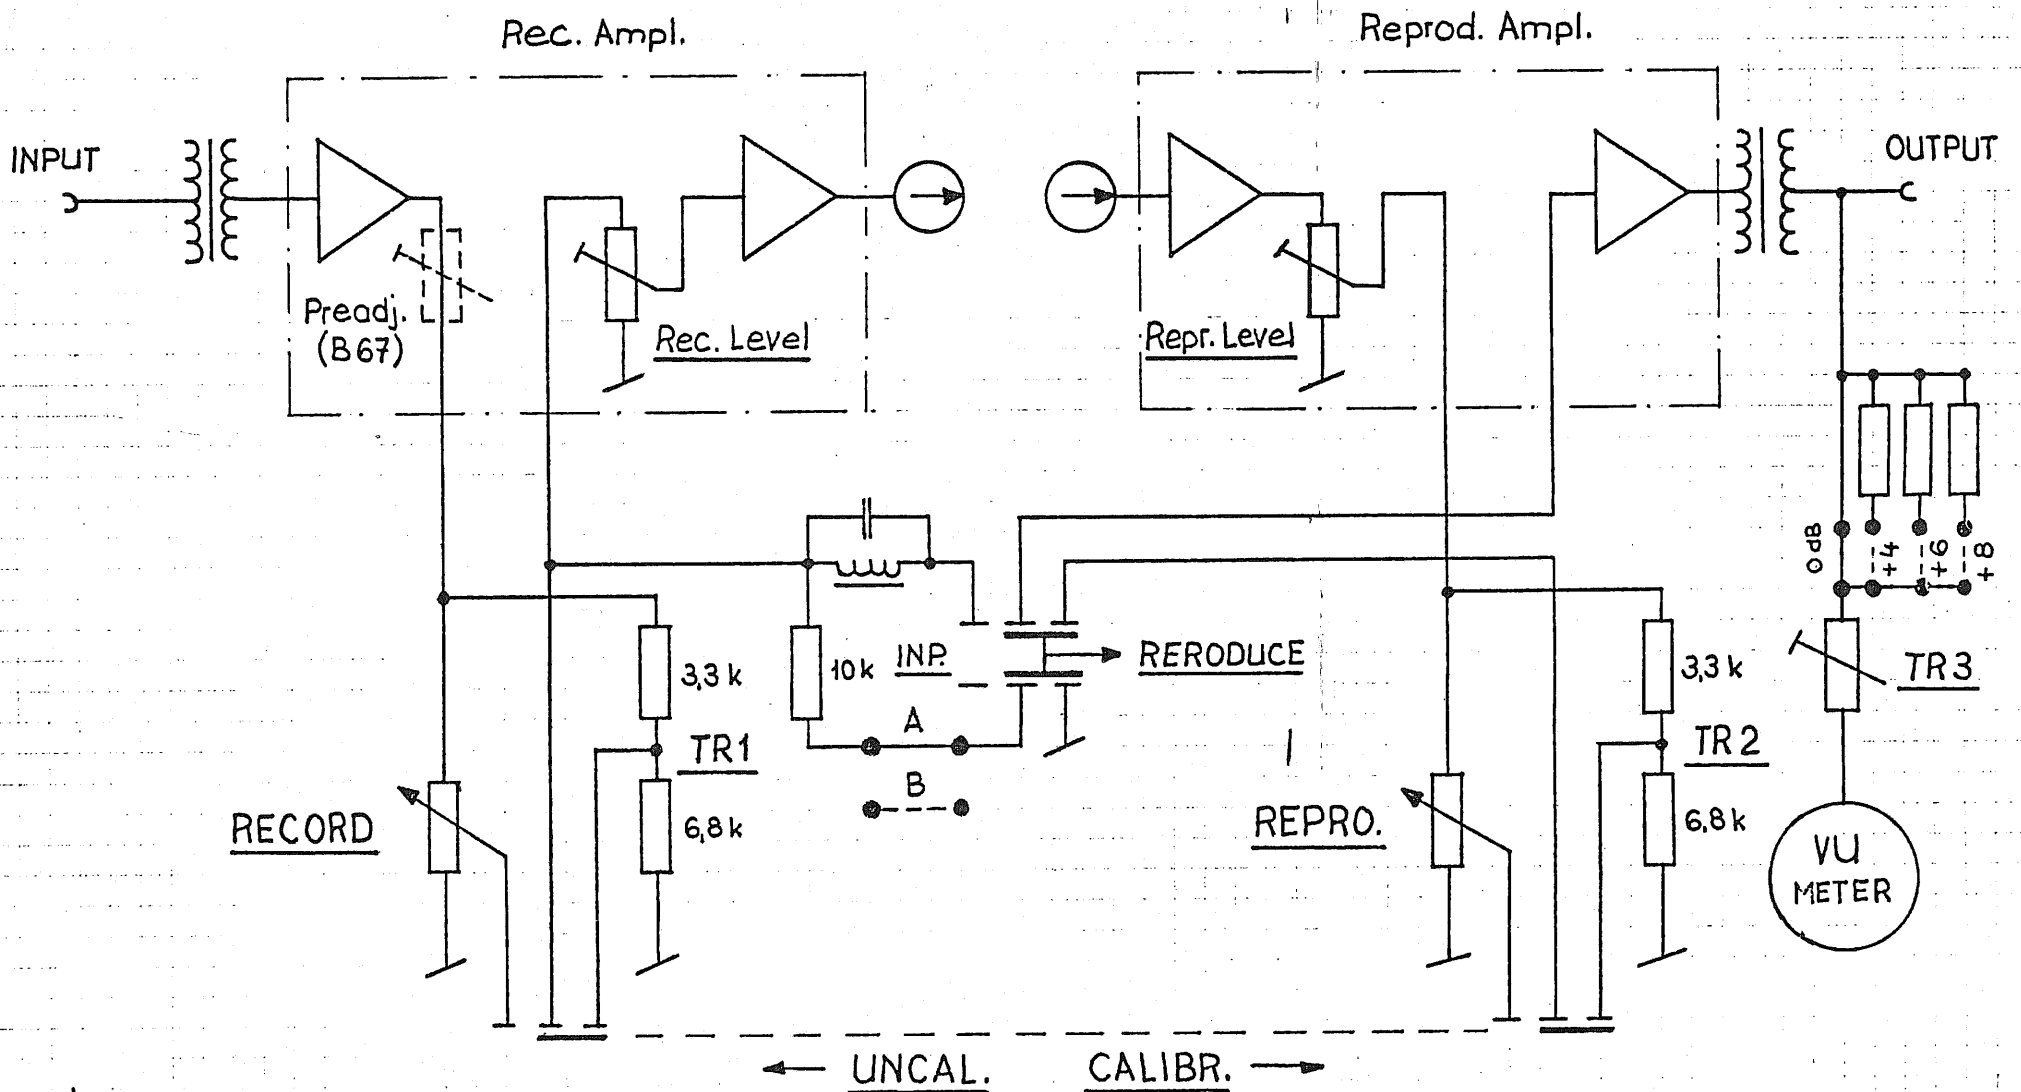 Rec. Ampl.
Reprod. Ampl.
INPUT
OUTPUT
Preadj.
(B67)
Rec. Level
Repr. Level
0dB
+4
+6
+8
3,3 k
10k
INP.
RERODUCE
3,3 k
TR3
A
TR1
TR2
B
RECORD
6,8 k
REPRO.
6,8 k
VU
METER
UNCAL.
CALIBR.